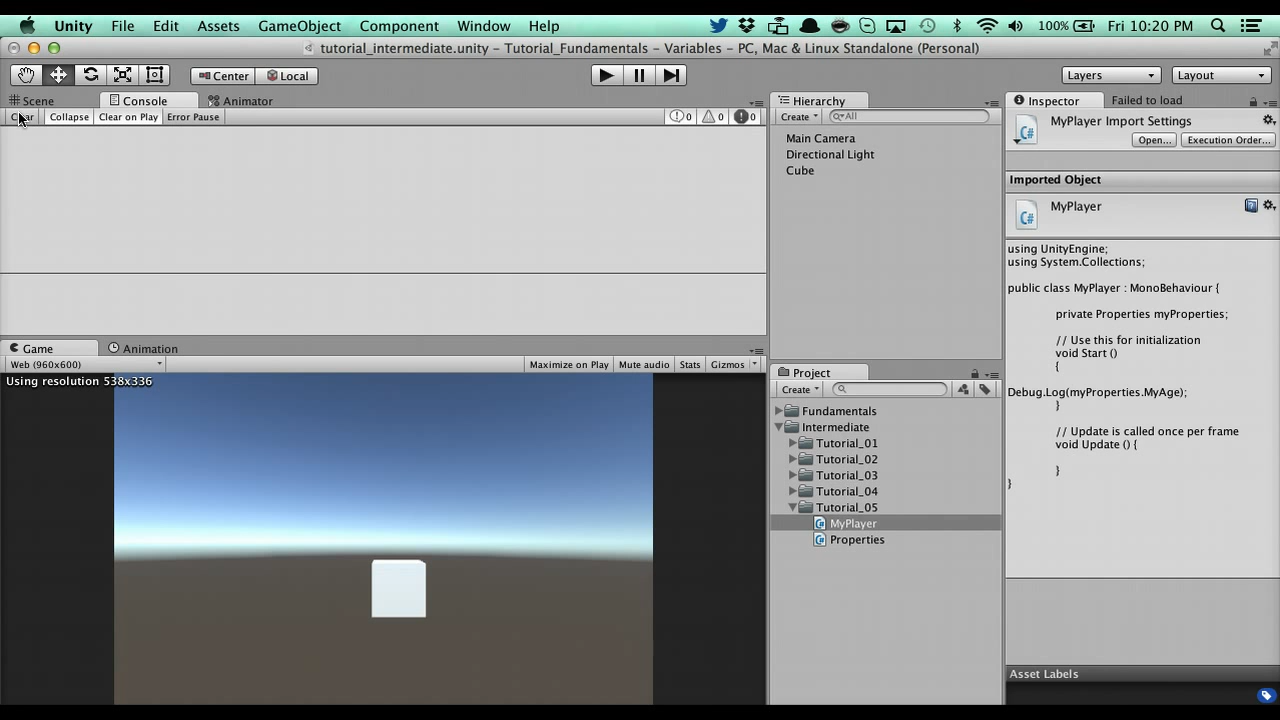 Unity File Edit Assets GameObject Component Window Help 100% Fri 10:20 PM
tutorial_intermediate.unity - Tutorial_Fundamentals - Variables - PC, Mac & Linux Standalone (Personal)
Center Local Layers Layout
Scene Console Animator
Clear Collapse Clear on Play Error Pause 0 0 0
Hierarchy
Create All
Main Camera
Directional Light
Cube
Inspector Failed to load
MyPlayer Import Settings
Open... Execution Order...
Imported Object
MyPlayer
using UnityEngine;
using System.Collections;
public class MyPlayer : MonoBehaviour {
private Properties myProperties;
// Use this for initialization
void Start ()
{
Debug.Log(myProperties.MyAge);
}
// Update is called once per frame
void Update () {
}
}
Game Animation
Web (960x600) Maximize on Play Mute audio Stats Gizmos
Using resolution 538x336
Project
Create
Fundamentals
Intermediate
Tutorial_01
Tutorial_02
Tutorial_03
Tutorial_04
Tutorial_05
MyPlayer
Properties
Asset Labels